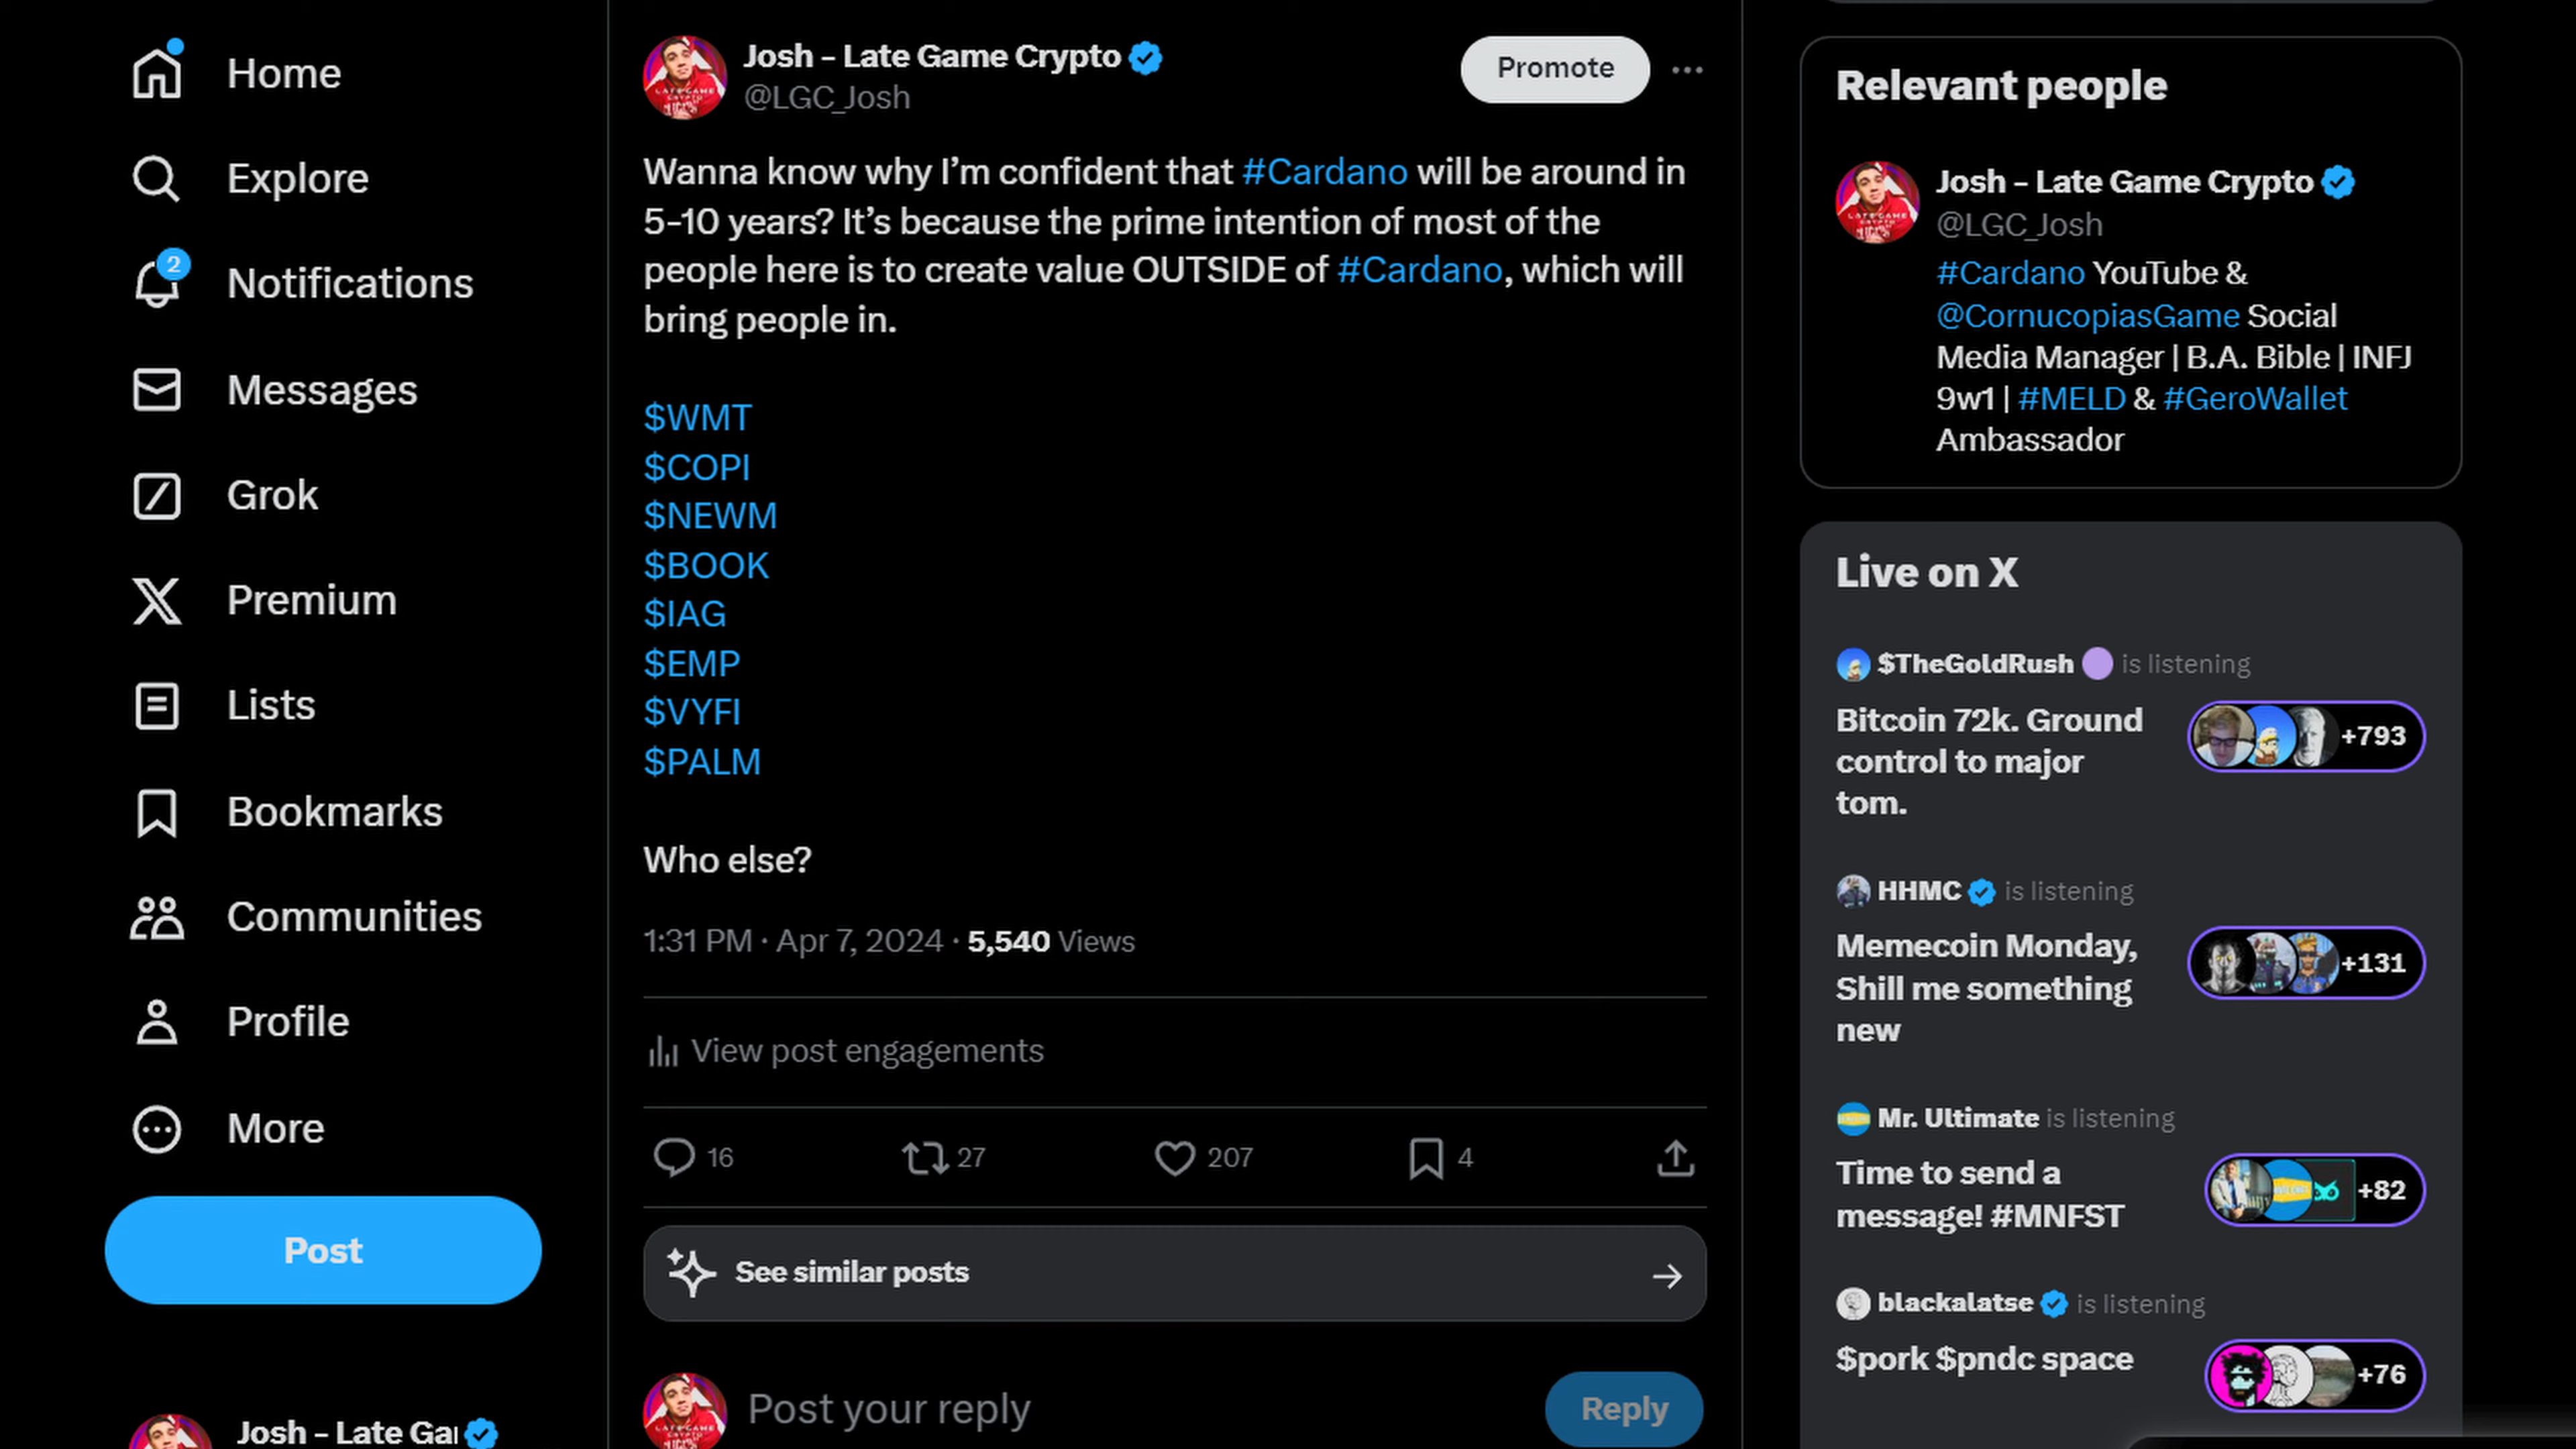 Home
Explore
2
Notifications
Messages
Grok
Premium
Lists
Bookmarks
Communities
Profile
More
Post
Josh - Late Ga
Josh - Late Game Crypto
@LGC_Josh
Promote
Wanna know why I'm confident that #Cardano will be around in
5-10 years? It's because the prime intention of most of the
people here is to create value OUTSIDE of #Cardano, which will
bring people in.
$WMT
$COPI
$NEWM
$BOOK
$IAG
$EMP
$VYFI
$PALM
Who else?
1:31 PM · Apr 7, 2024 · 5,540 Views
View post engagements
16 27 207 4
See similar posts
Post your reply
Reply
Relevant people
Josh - Late Game Crypto
@LGC_Josh
#Cardano YouTube &
@CornucopiasGame Social
Media Manager | B.A. Bible | INFJ
9w1 | #MELD & #GeroWallet
Ambassador
Live on X
$TheGoldRush is listening
Bitcoin 72k. Ground
control to major
tom.
+793
HHMC is listening
Memecoin Monday,
Shill me something
new
+131
Mr. Ultimate is listening
Time to send a
message! #MNFST
+82
blackalatse is listening
$pork $pndc space
+76